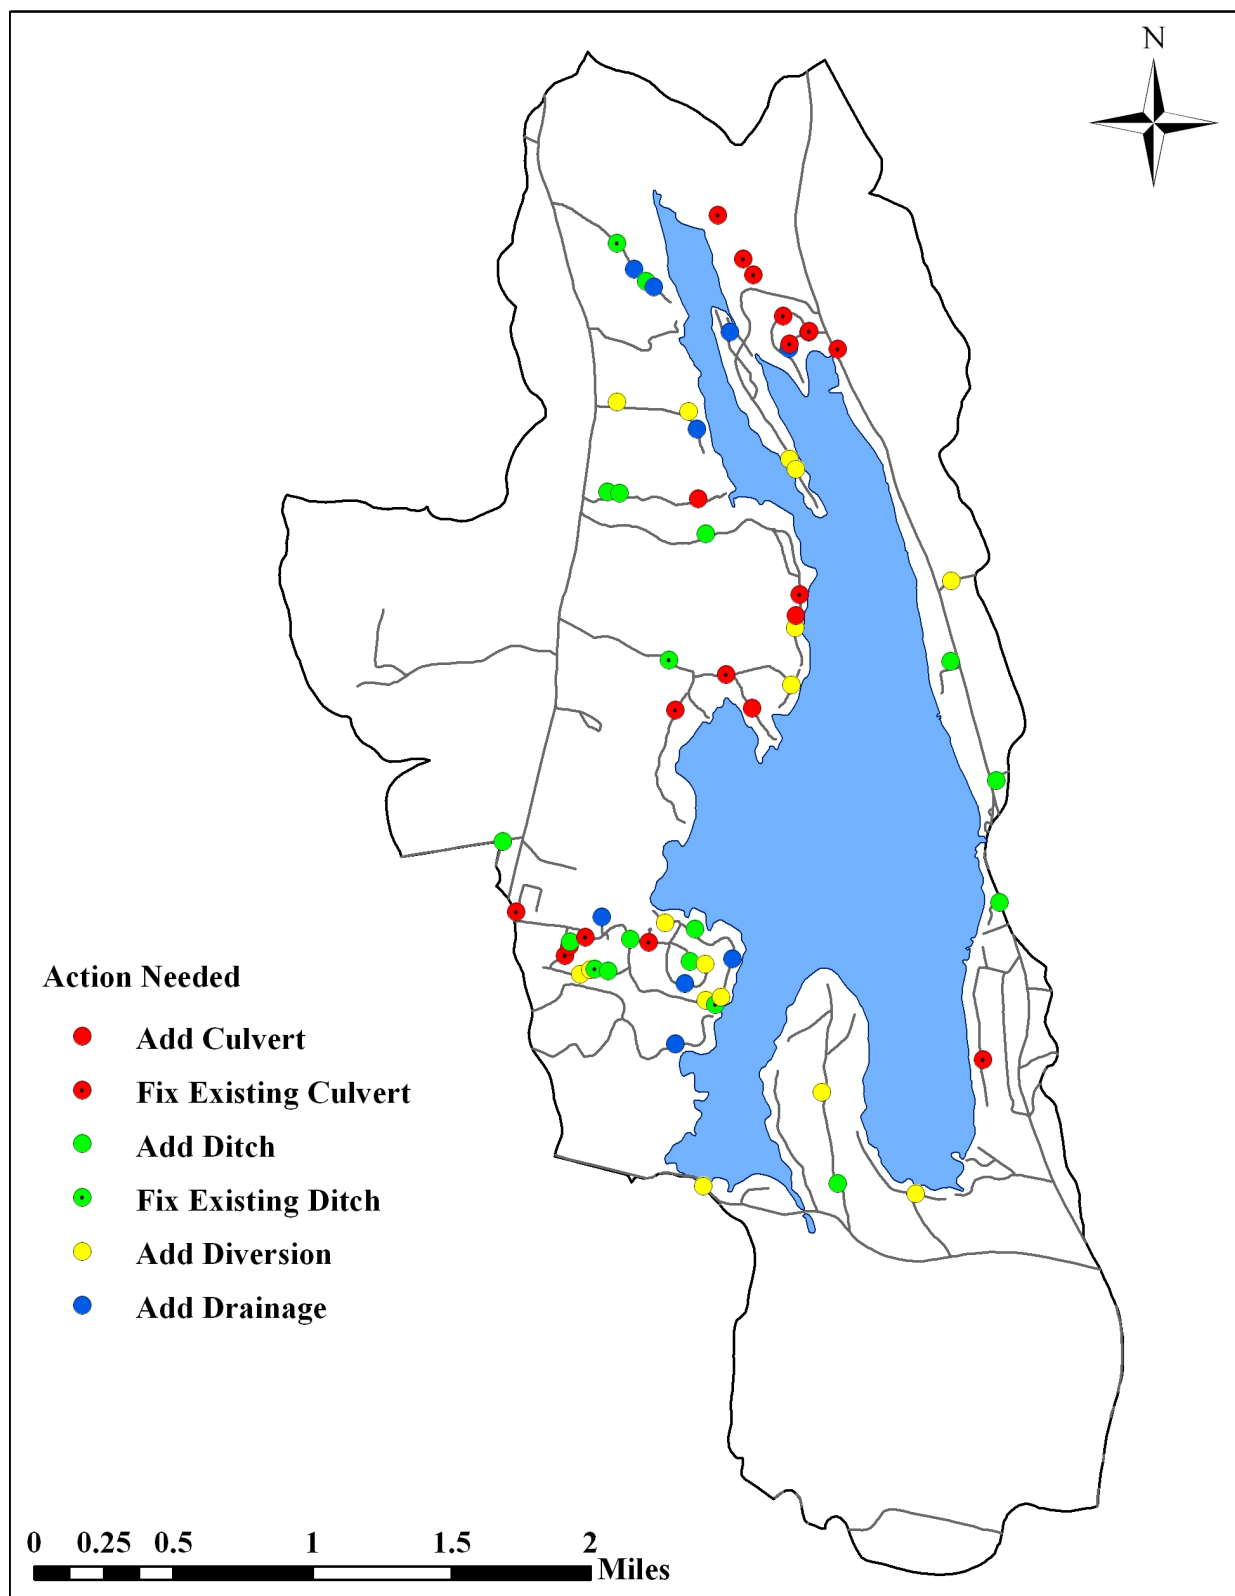 N
Action Needed
Add Culvert
Fix Existing Culvert
Add Ditch
Fix Existing Ditch
Add Diversion
Add Drainage
0 0.25 0.5 1 1.5 2
Miles